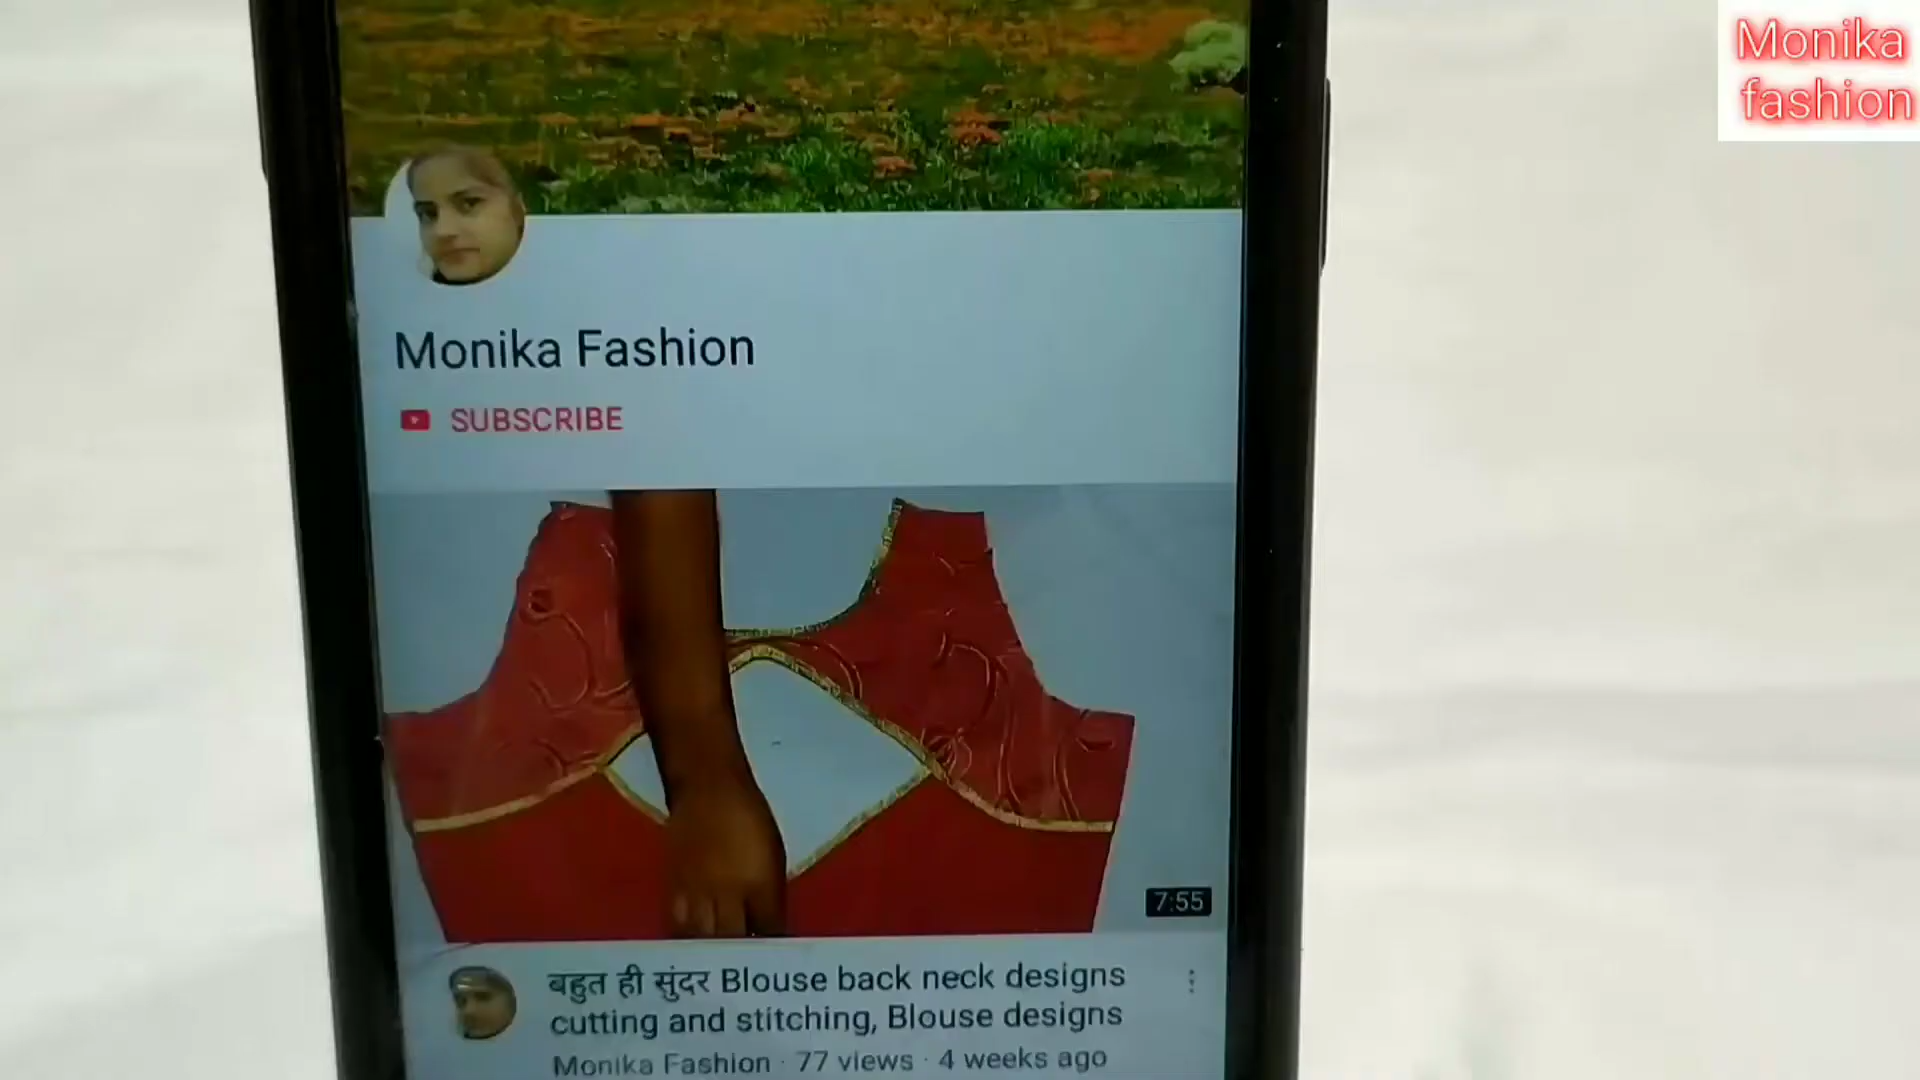 Monika
fashion
Monika Fashion
SUBSCRIBE
7:55
बहुत ही सुंदर Blouse back neck designs
cutting and stitching, Blouse designs
Monika Fashion · 77 views · 4 weeks ago